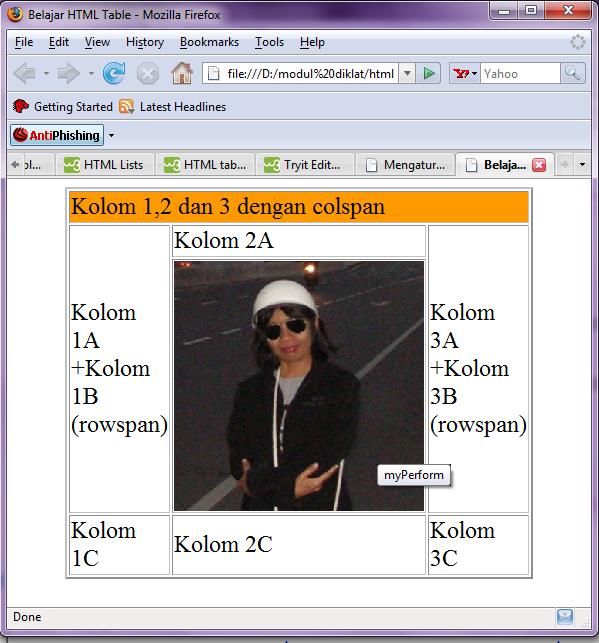 Belajar HTML Table - Mozilla Firefox
File Edit View History Bookmarks Tools Help
file:///D:/modul%20diklat/html
Y! Yahoo
Getting Started Latest Headlines
AntiPhishing
ol... HTML Lists HTML tab... Tryit Edit... Mengatur... Belaja...
Kolom 1,2 dan 3 dengan colspan
Kolom 2A
Kolom
1A
+Kolom
1B
(rowspan)
Kolom
3A
+Kolom
3B
(rowspan)
myPerform
Kolom
1C
Kolom 2C
Kolom
3C
Done